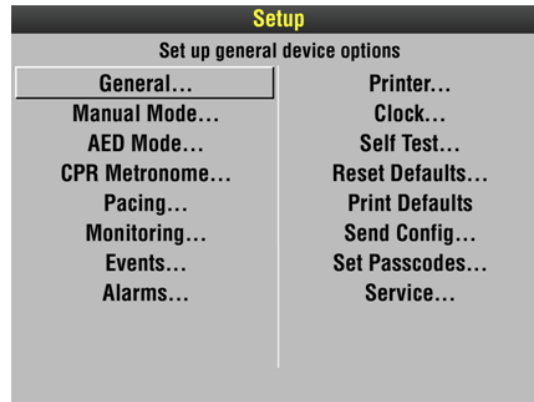 Setup
Set up general device options
General...
Manual Mode...
AED Mode...
CPR Metronome...
Pacing...
Monitoring...
Events...
Alarms...
Printer...
Clock...
Self Test...
Reset Defaults...
Print Defaults
Send Config...
Set Passcodes...
Service...